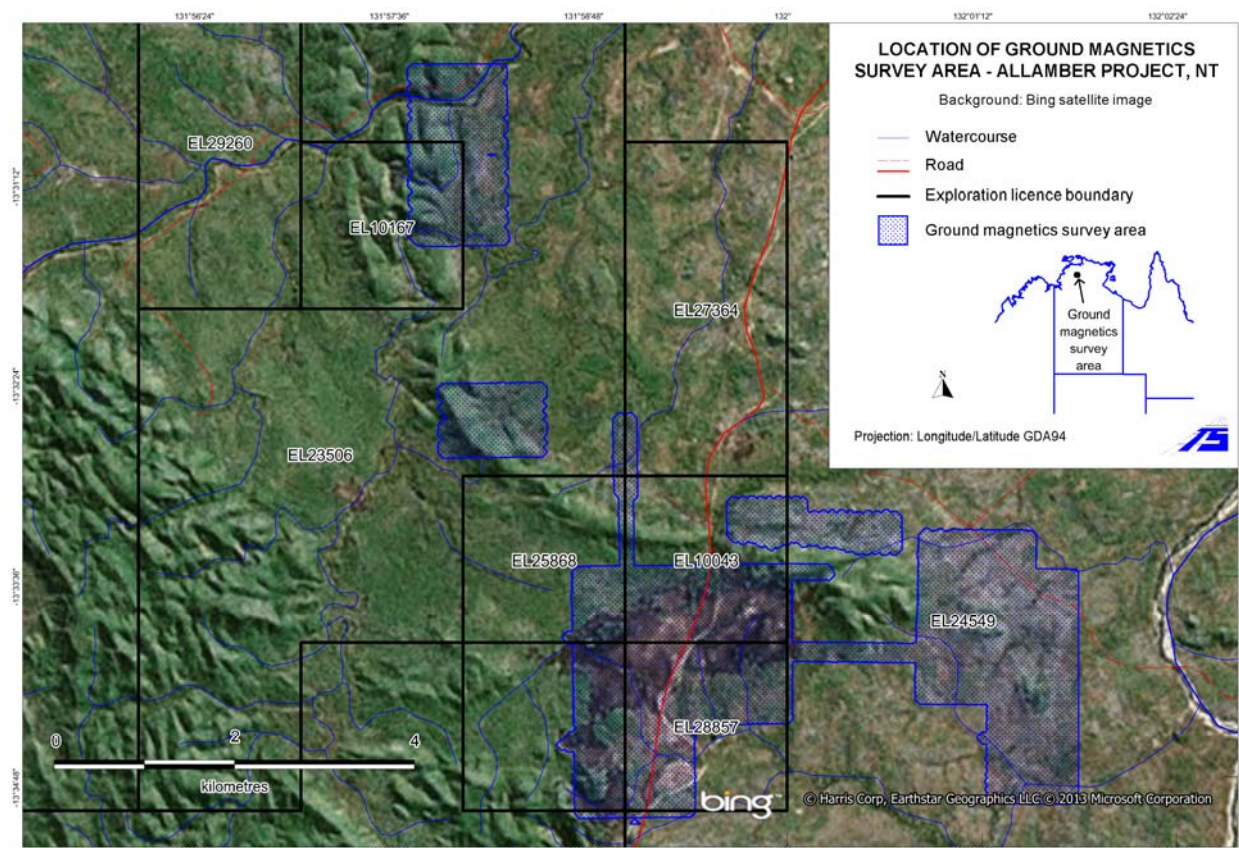 131°56'24"
131°57'36"
131°58'48"
132°
132°01'12"
132°02'24"
LOCATION OF GROUND MAGNETICS
SURVEY AREA - ALLAMBER PROJECT, NT
Background: Bing satellite image
Watercourse
Road
Exploration licence boundary
Ground magnetics survey area
Ground
magnetics
survey
area
N
Projection: Longitude/Latitude GDA94
-13°31'12"
-13°32'24"
-13°33'36"
-13°34'48"
EL29260
EL10167
EL27364
EL23506
EL25868
EL10043
EL24549
EL28857
0
2
4
kilometres
bing™
© Harris Corp, Earthstar Geographics LLC © 2013 Microsoft Corporation